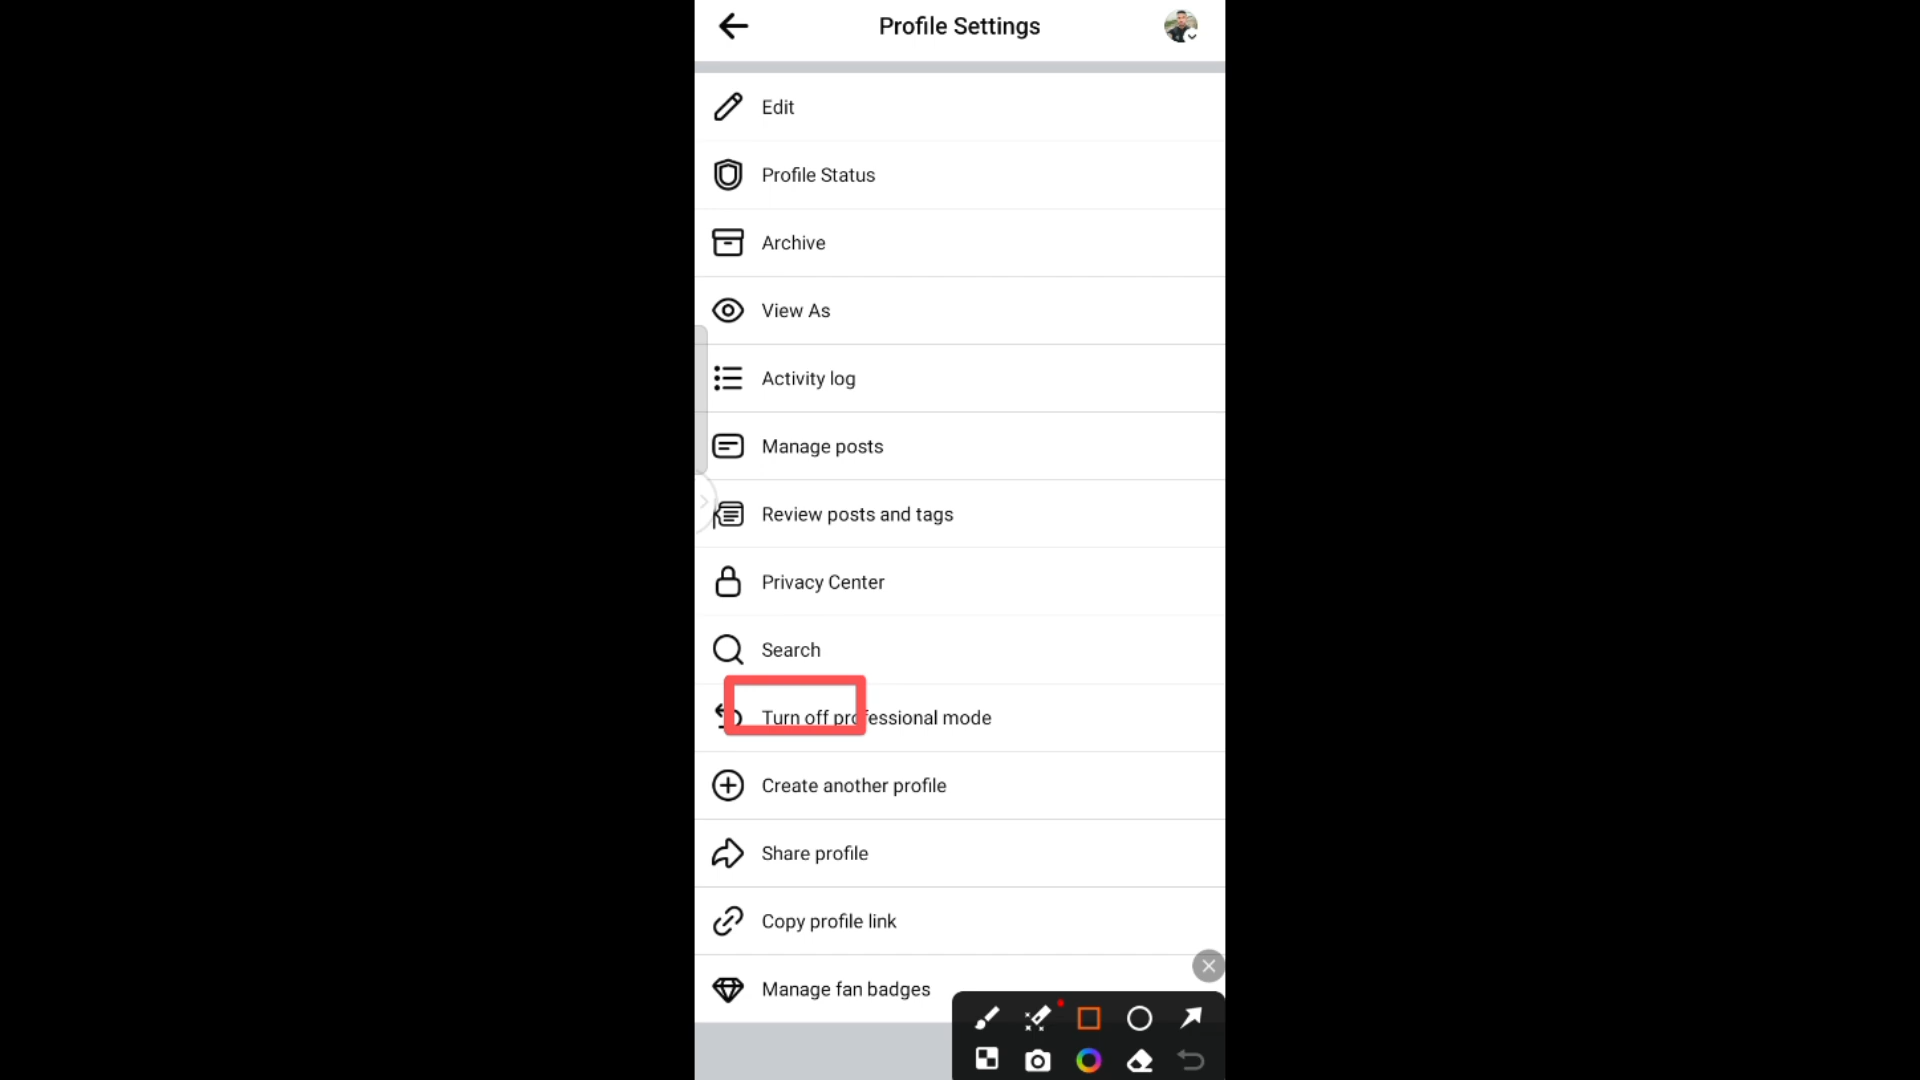 Profile Settings
Edit
Profile Status
Archive
View As
Activity log
Manage posts
Review posts and tags
Privacy Center
Search
Turn off professional mode
Create another profile
Share profile
Copy profile link
Manage fan badges